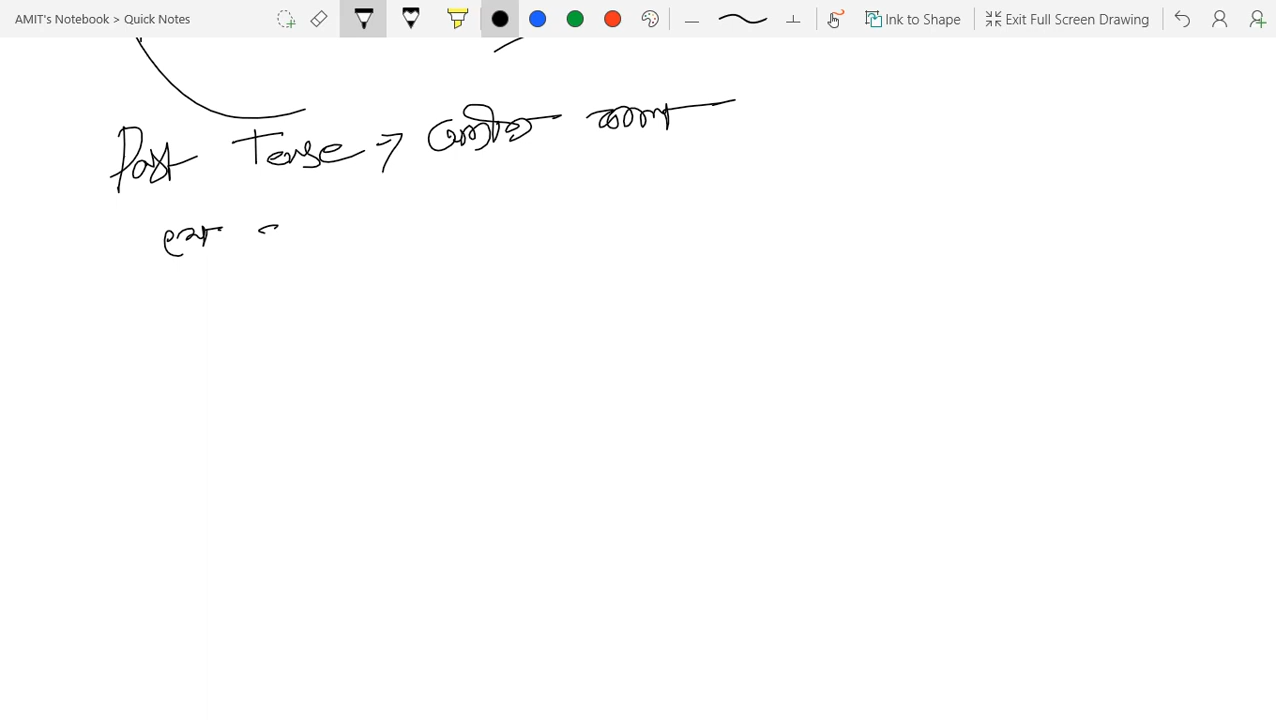 AMIT's Notebook > Quick Notes
Ink to Shape
Exit Full Screen Drawing
Past Tense → অতীত কাল